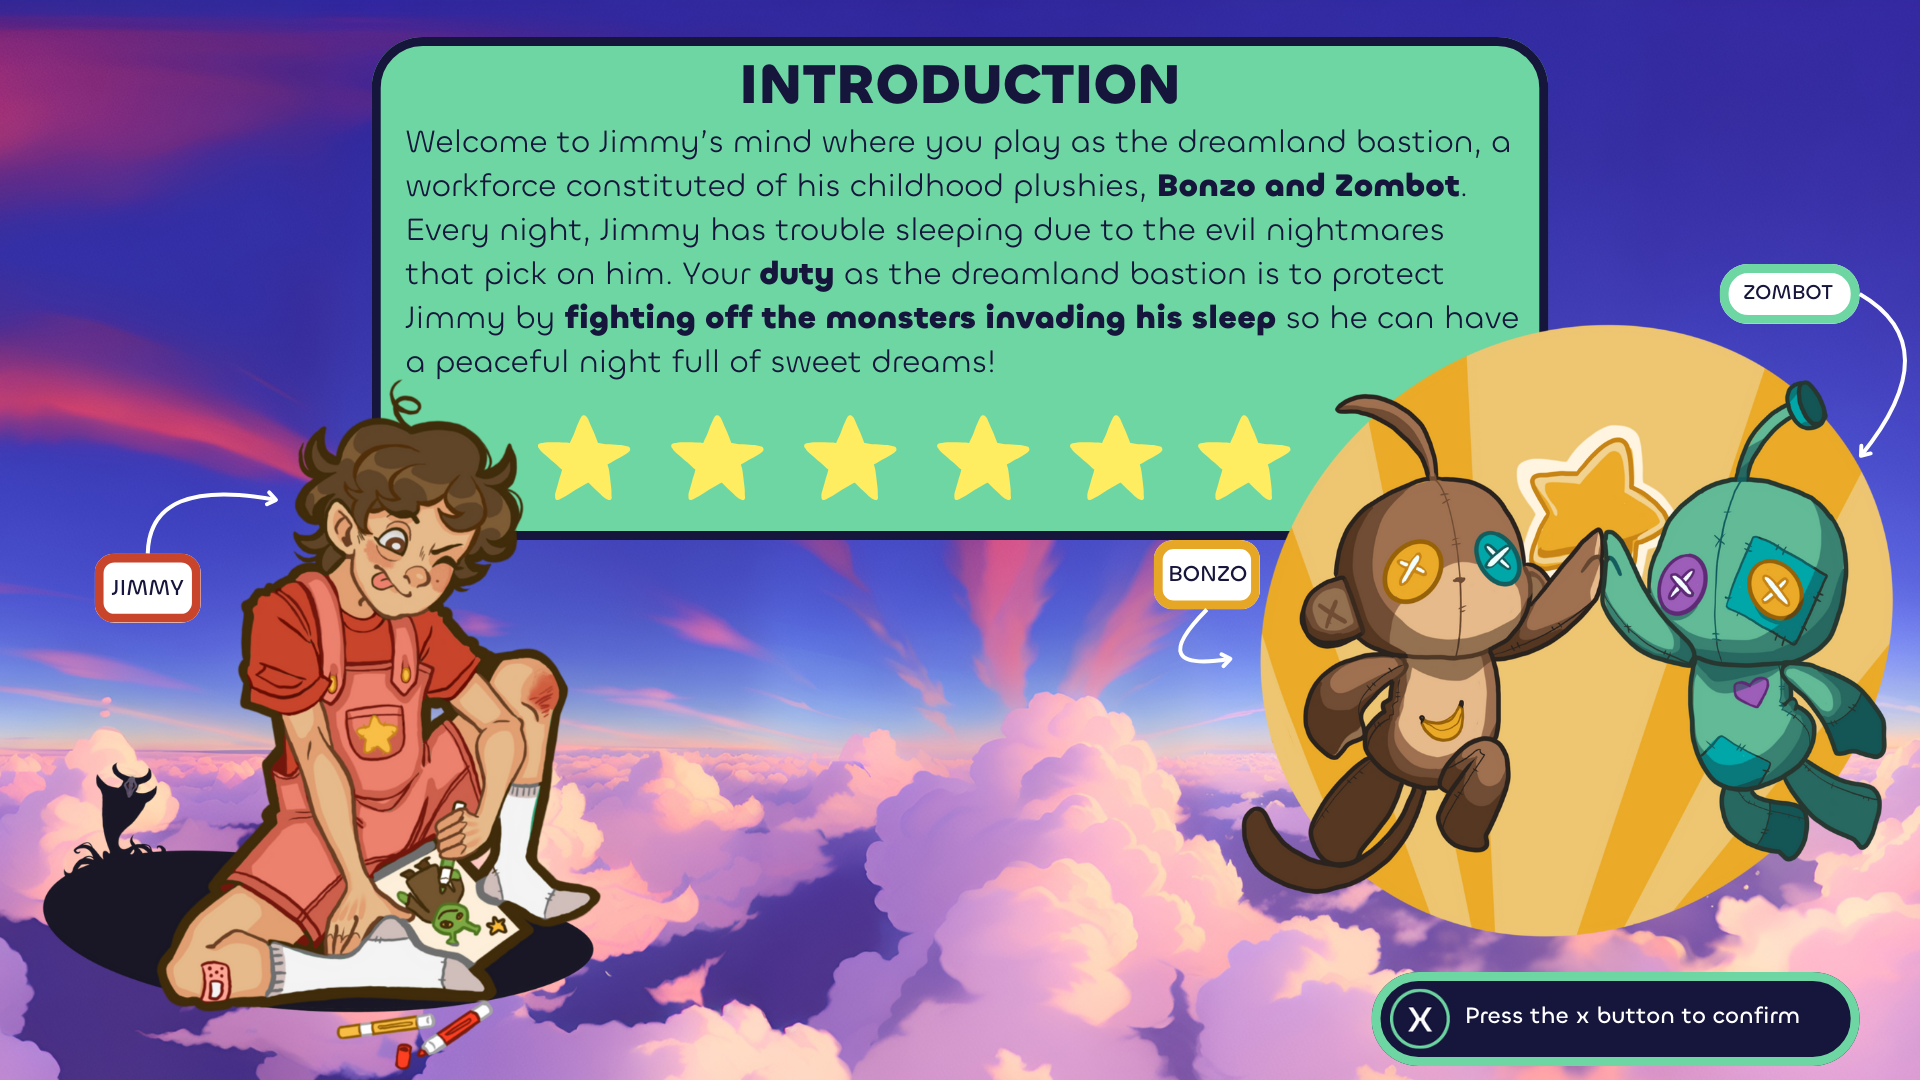 INTRODUCTION
Welcome to Jimmy’s mind where you play as the dreamland bastion, a
workforce constituted of his childhood plushies, Bonzo and Zombot.
Every night, Jimmy has trouble sleeping due to the evil nightmares
that pick on him. Your duty as the dreamland bastion is to protect
Jimmy by fighting off the monsters invading his sleep so he can have
a peaceful night full of sweet dreams!
ZOMBOT
JIMMY
BONZO
X Press the x button to confirm